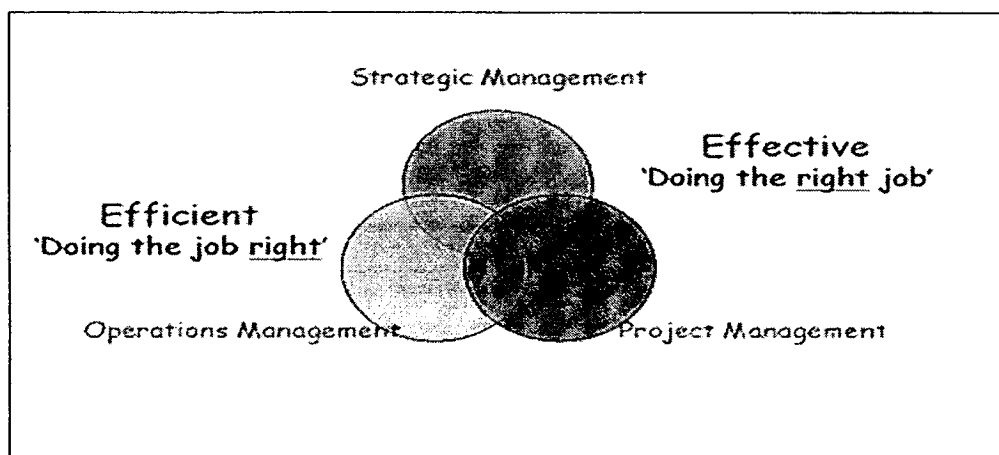 Strategic Management
Effective
'Doing the right job'
Efficient
'Doing the job right'
Operations Management
Project Management